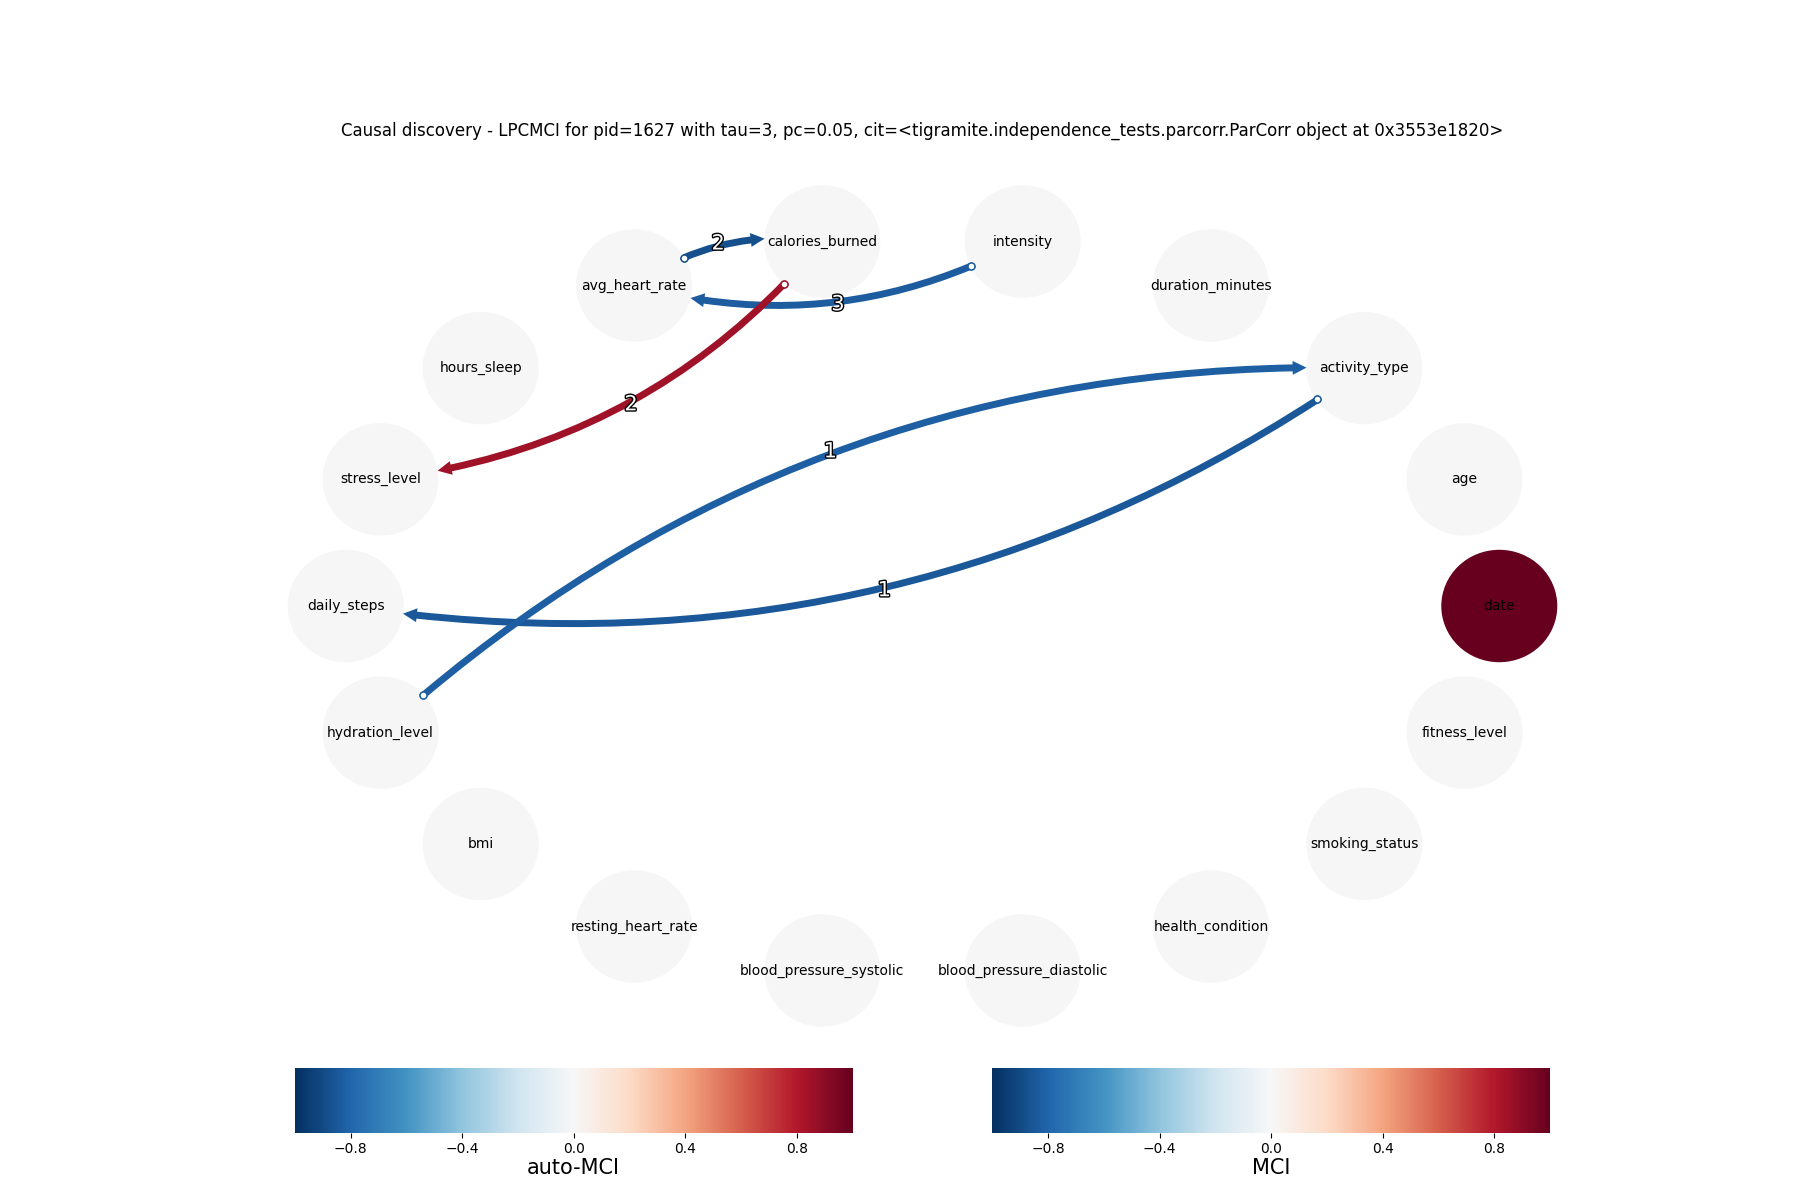 Causal discovery - LPCMCI for pid=1627 with tau=3, pc=0.05, cit=<tigramite.independence_tests.parcorr.ParCorr object at 0x3553e1820>
calories_burned
intensity
2
avg_heart_rate
duration_minutes
3
hours_sleep
activity_type
2
1
stress_level
age
1
daily_steps
date
hydration_level
fitness_level
bmi
smoking_status
resting_heart_rate
health_condition
blood_pressure_systolic
blood_pressure_diastolic
−0.8 −0.4 0.0 0.4 0.8
auto-MCI
−0.8 −0.4 0.0 0.4 0.8
MCI